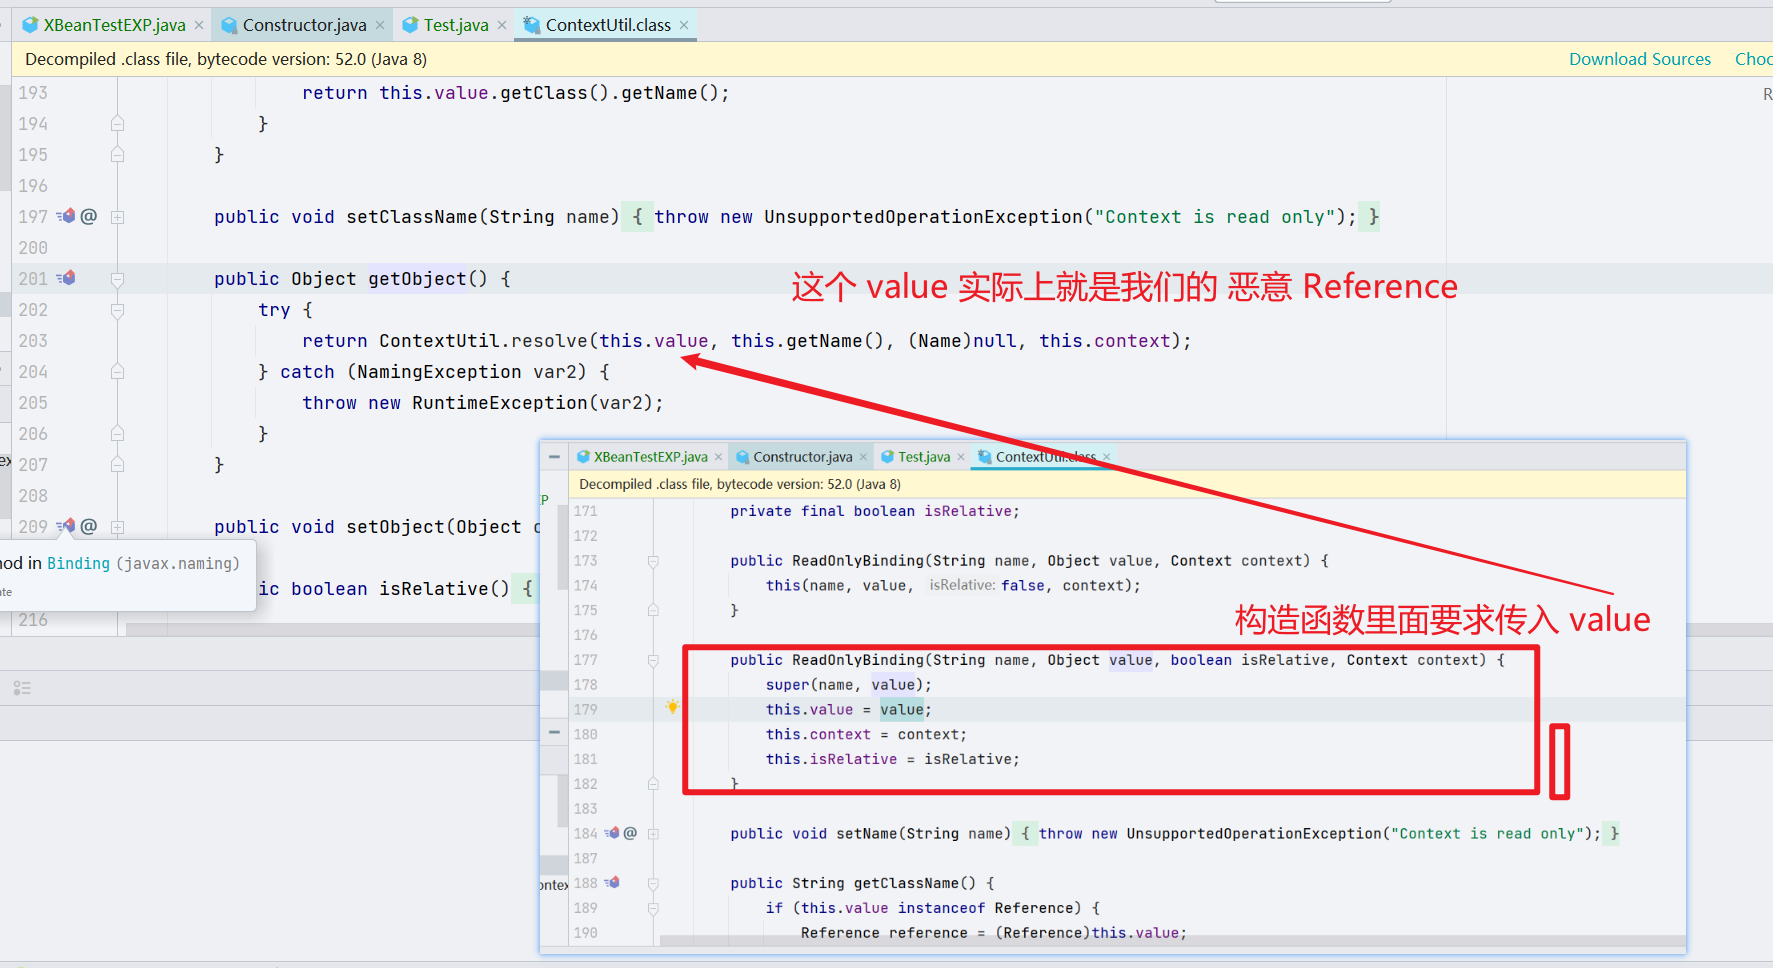 XBeanTestEXP.java × Constructor.java × Test.java × ContextUtil.class ×
Decompiled .class file, bytecode version: 52.0 (Java 8) Download Sources Choc
193 return this.value.getClass().getName(); R
194 }
195 }
196
197 @ public void setClassName(String name) { throw new UnsupportedOperationException("Context is read only"); }
200
201 public Object getObject() {
这个 value 实际上就是我们的 恶意 Reference
202 try {
203 return ContextUtil.resolve(this.value, this.getName(), (Name)null, this.context);
204 } catch (NamingException var2) {
205 throw new RuntimeException(var2);
206 }
207 }
208
209 @ public void setObject(Object o
nod in Binding (javax.naming)
ate
ic boolean isRelative() {
216
XBeanTestEXP.java × Constructor.java × Test.java × ContextUtil.class ×
Decompiled .class file, bytecode version: 52.0 (Java 8)
171 private final boolean isRelative;
172
173 public ReadOnlyBinding(String name, Object value, Context context) {
174 this(name, value, isRelative: false, context);
175 }
176
构造函数里面要求传入 value
177 public ReadOnlyBinding(String name, Object value, boolean isRelative, Context context) {
178 super(name, value);
179 this.value = value;
180 this.context = context;
181 this.isRelative = isRelative;
182 }
183
184 @ public void setName(String name) { throw new UnsupportedOperationException("Context is read only"); }
187
188 public String getClassName() {
189 if (this.value instanceof Reference) {
190 Reference reference = (Reference)this.value;